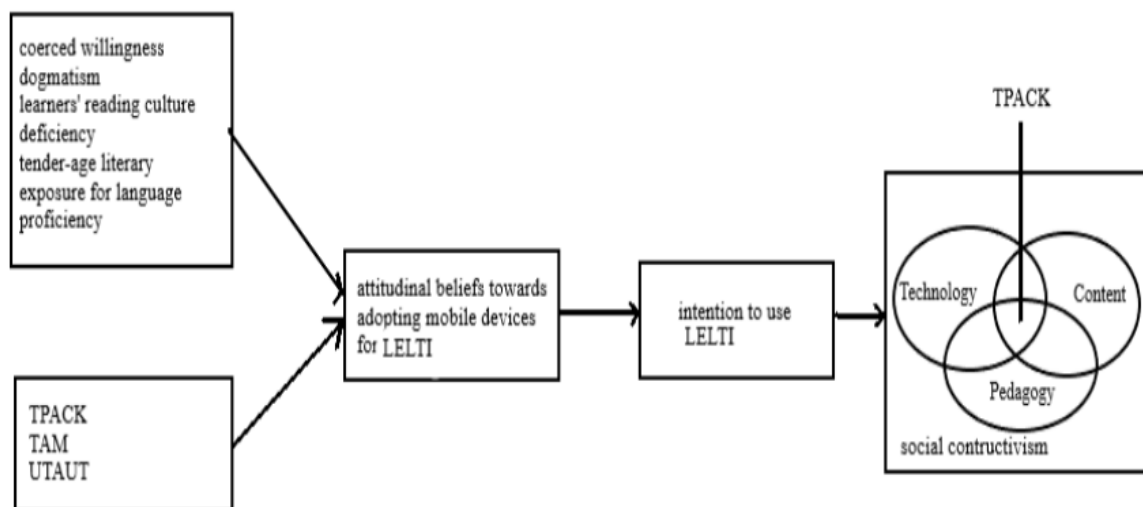 coerced willingness
dogmatism
learners' reading culture
deficiency
tender-age literary
exposure for language
proficiency
TPACK
TAM
UTAUT
attitudinal beliefs towards
adopting mobile devices
for LELTI
intention to use
LELTI
TPACK
Technology
Content
Pedagogy
social contructivism